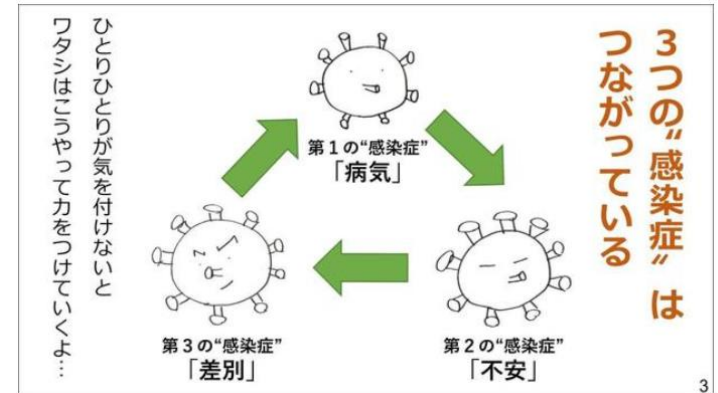 ３つの“感染症”は
つながっている
第１の“感染症”
「病気」
第２の“感染症”
「不安」
第３の“感染症”
「差別」
ひとりひとりが気を付けないと
ワタシはこうやって力をつけていくよ…
3